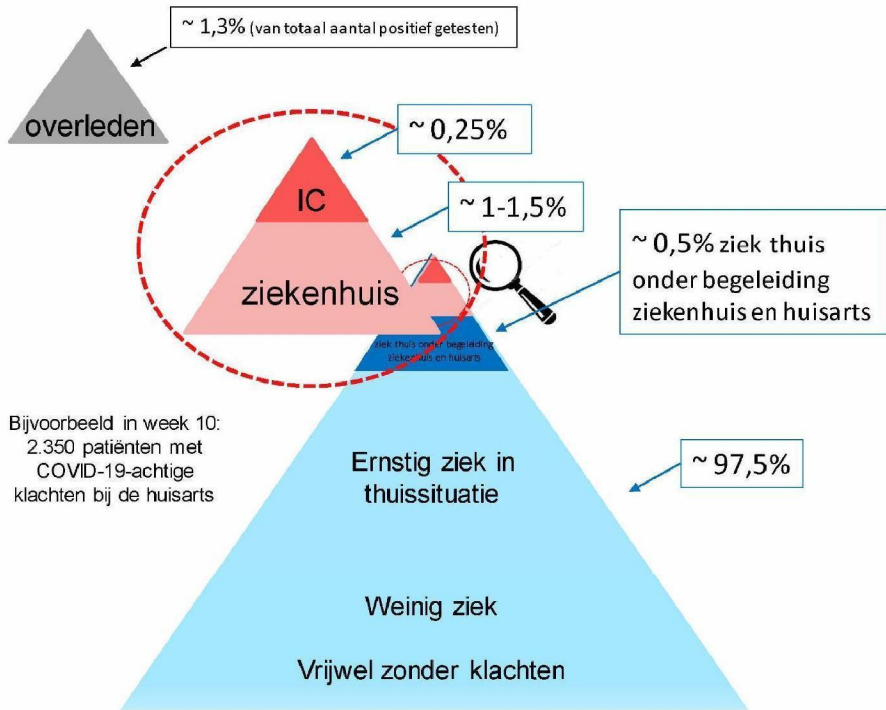 ~ 1,3% (van totaal aantal positief getesten)
overleden
~ 0,25%
IC
~ 1-1,5%
ziekenhuis
~ 0,5% ziek thuis
onder begeleiding
ziekenhuis en huisarts
ziek thuis onder begeleiding
ziekenhuis en huisarts
Bijvoorbeeld in week 10:
2.350 patiënten met
COVID-19-achtige
klachten bij de huisarts
Ernstig ziek in
thuissituatie
~ 97,5%
Weinig ziek
Vrijwel zonder klachten